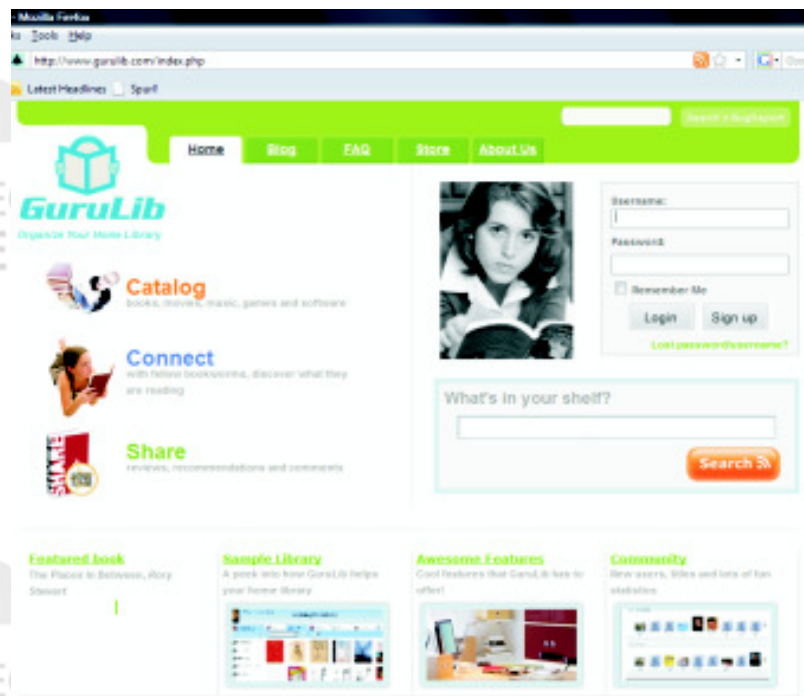 - Mozilla Firefox
Tools Help
http://www.gurulib.com/index.php
Latest Headlines Spurl
Home Blog FAQ Store About Us
GuruLib
Organize Your Home Library
Username:
Password:
Remember Me
Login Sign up
Lost password/username?
Catalog
books, movies, music, games and software
Connect
with fellow bookworms, discover what they
are reading
Share
reviews, recommendations and comments
SHARE
What's in your shelf?
Search
Featured book
The Places In Between, Rory
Stewart
Sample Library
A peek into how GuruLib helps
your home library
Awesome Features
Cool features that GuruLib has to
offer!
Community
New users, titles and lots of fun
statistics